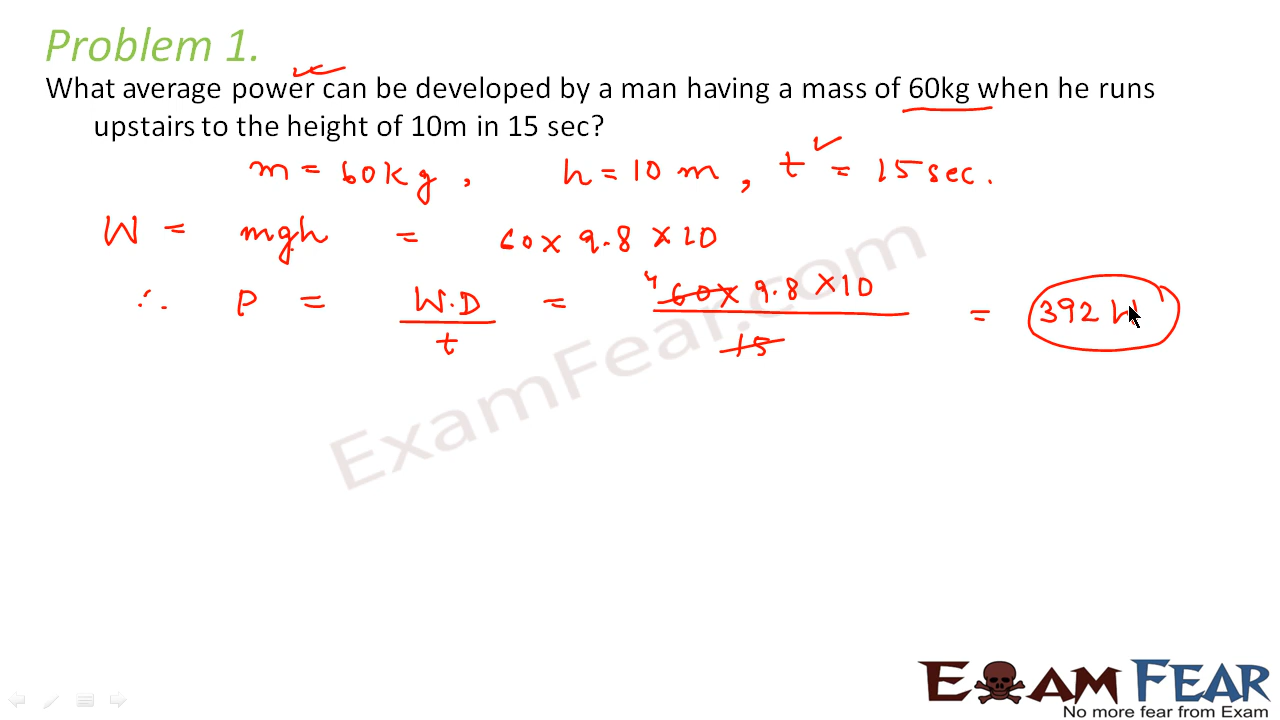 Problem 1.
What average power can be developed by a man having a mass of 60kg when he runs
upstairs to the height of 10m in 15 sec?
m = 60kg, h = 10 m, t = 15 sec.
W = mgh = 60 x 9.8 x 10
∴ P = W.D / t = 4 60 x 9.8 x 10 / 15 = 392 W
ExamFear.com
EXAM FEAR
No more fear from Exam